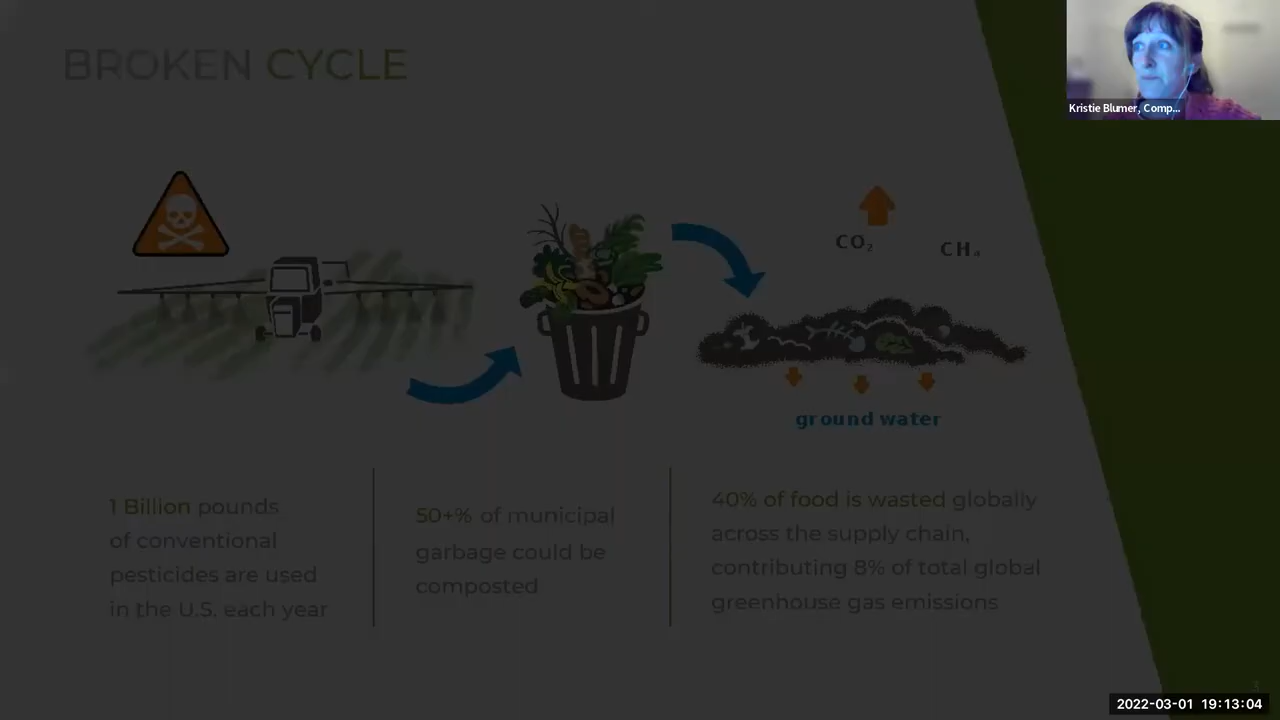 BROKEN CYCLE
Kristie Blumer, Comp...
CO₂
CH₄
ground water
1 Billion pounds
of conventional
pesticides are used
in the U.S. each year
50+% of municipal
garbage could be
composted
40% of food is wasted globally
across the supply chain,
contributing 8% of total global
greenhouse gas emissions
3
2022-03-01 19:13:04